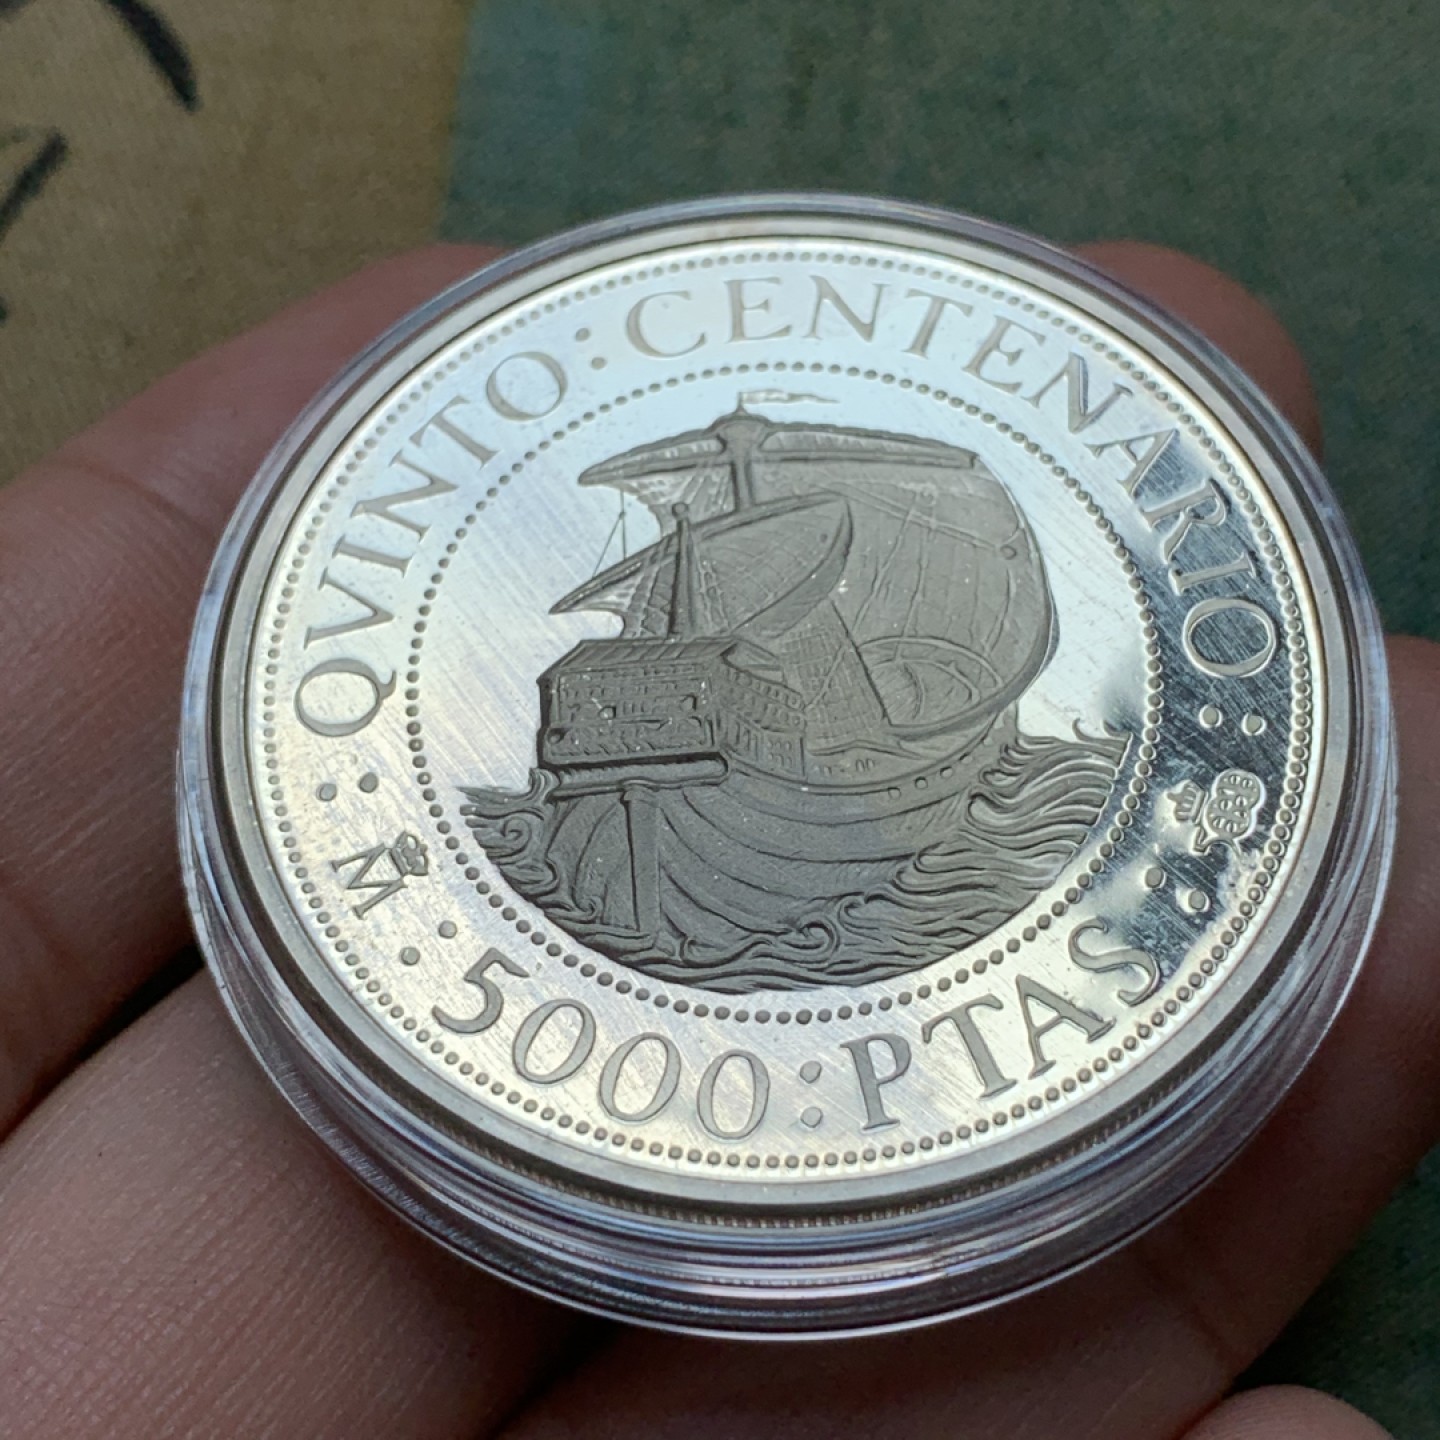 QVINTO : CENTENARIO :
M : 5000 : PTAS :